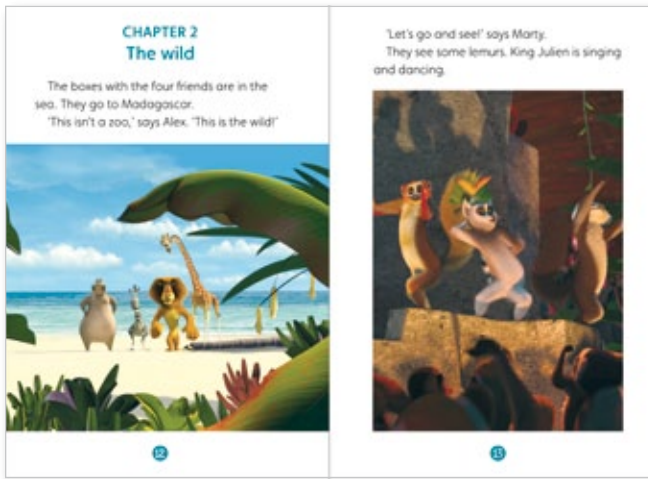 CHAPTER 2
The wild
The boxes with the four friends are in the
sea. They go to Madagascar.
‘This isn’t a zoo,’ says Alex. ‘This is the wild!’
12
‘Let’s go and see!’ says Marty.
They see some lemurs. King Julien is singing
and dancing.
13